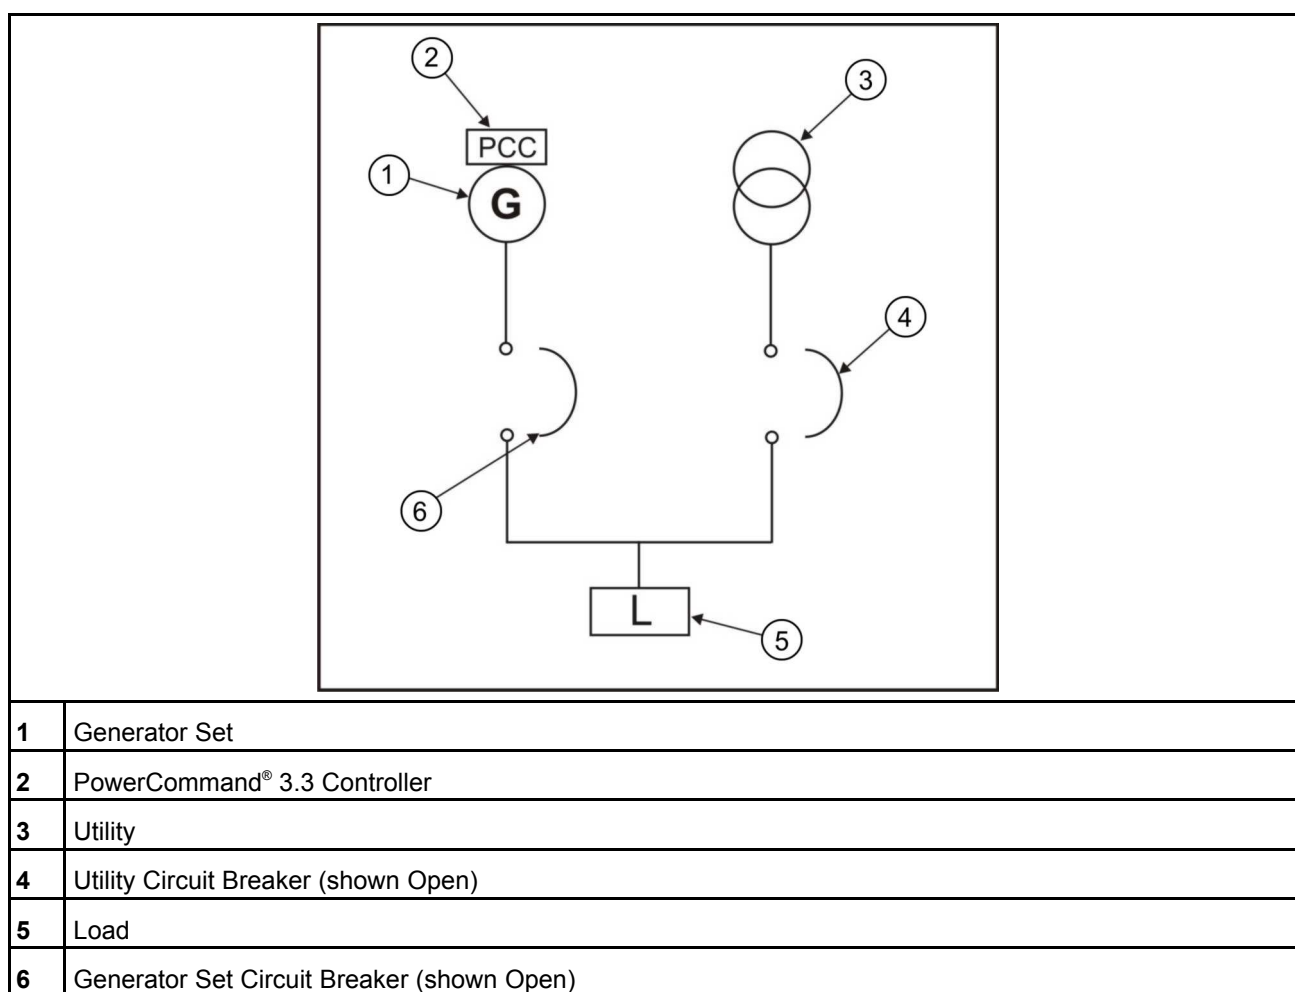 2
3
PCC
1
G
4
6
L
5
1 Generator Set
2 PowerCommand® 3.3 Controller
3 Utility
4 Utility Circuit Breaker (shown Open)
5 Load
6 Generator Set Circuit Breaker (shown Open)